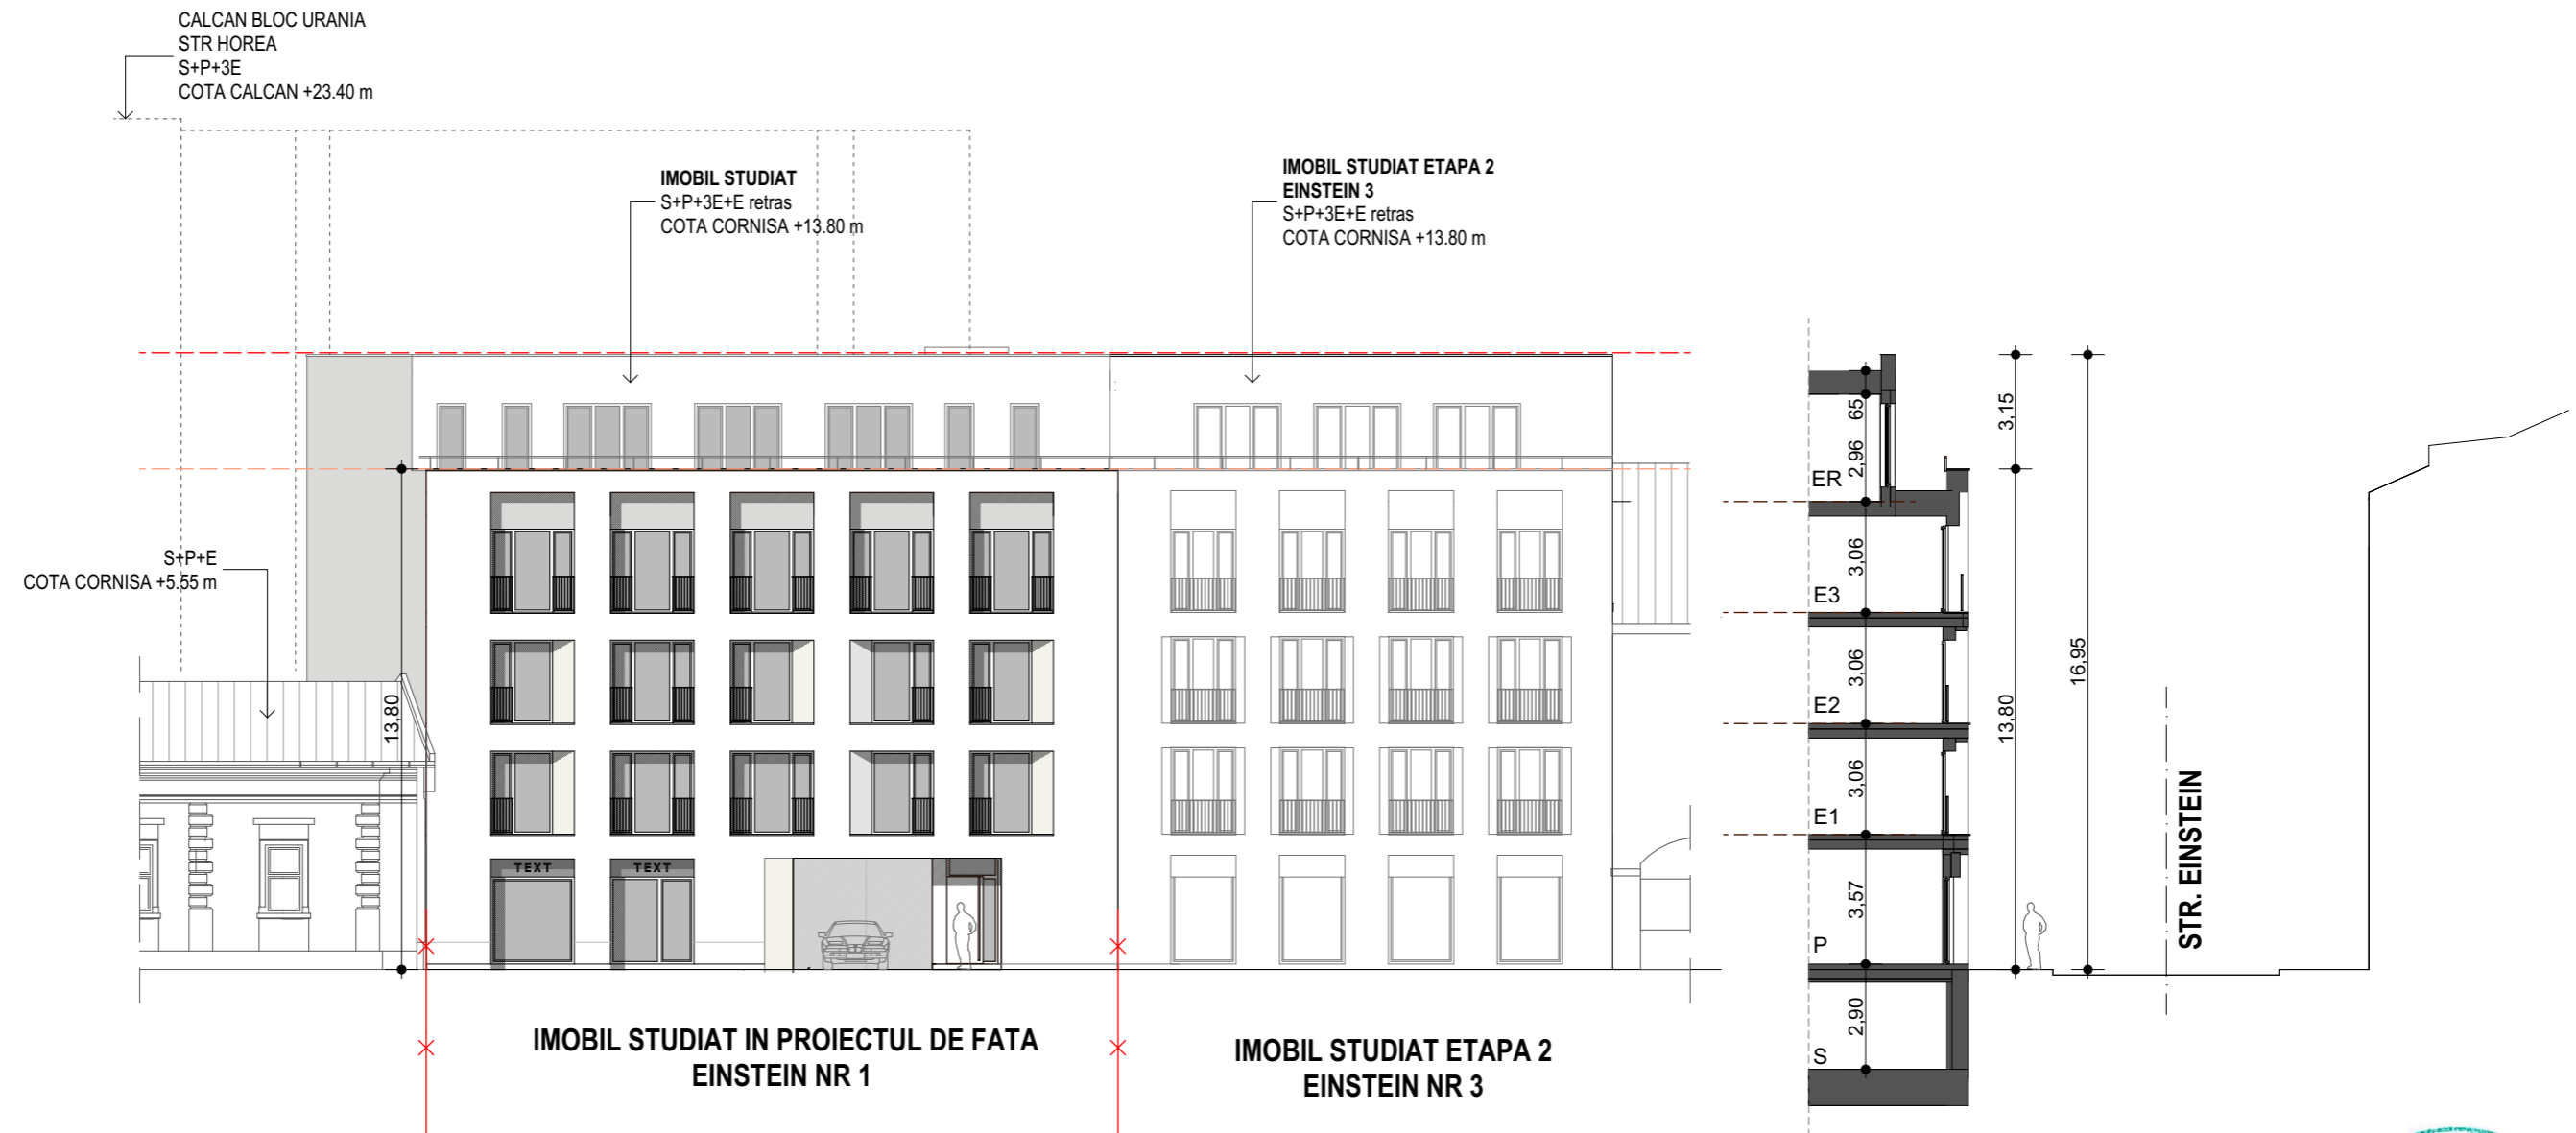 CALCAN BLOC URANIA
STR HOREA
S+P+3E
COTA CALCAN +23.40 m
IMOBIL STUDIAT
S+P+3E+E retras
COTA CORNISA +13.80 m
IMOBIL STUDIAT ETAPA 2
EINSTEIN 3
S+P+3E+E retras
COTA CORNISA +13.80 m
S+P+E
COTA CORNISA +5.55 m
13,80
TEXT
TEXT
IMOBIL STUDIAT IN PROIECTUL DE FATA
EINSTEIN NR 1
IMOBIL STUDIAT ETAPA 2
EINSTEIN NR 3
65
2,96
ER
3,06
E3
3,06
E2
3,06
E1
3,57
P
2,90
S
3,15
13,80
16,95
STR. EINSTEIN